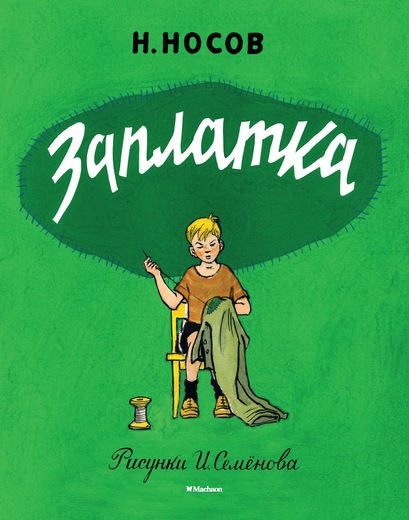 Н. НОСОВ
Заплатка
Рисунки И. Семёнова
Machaon